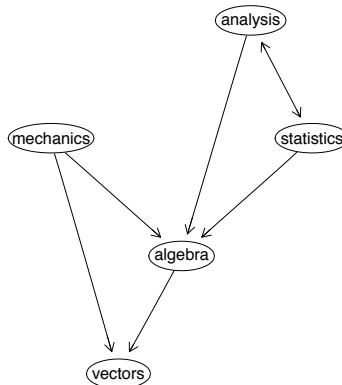 analysis
mechanics
statistics
algebra
vectors